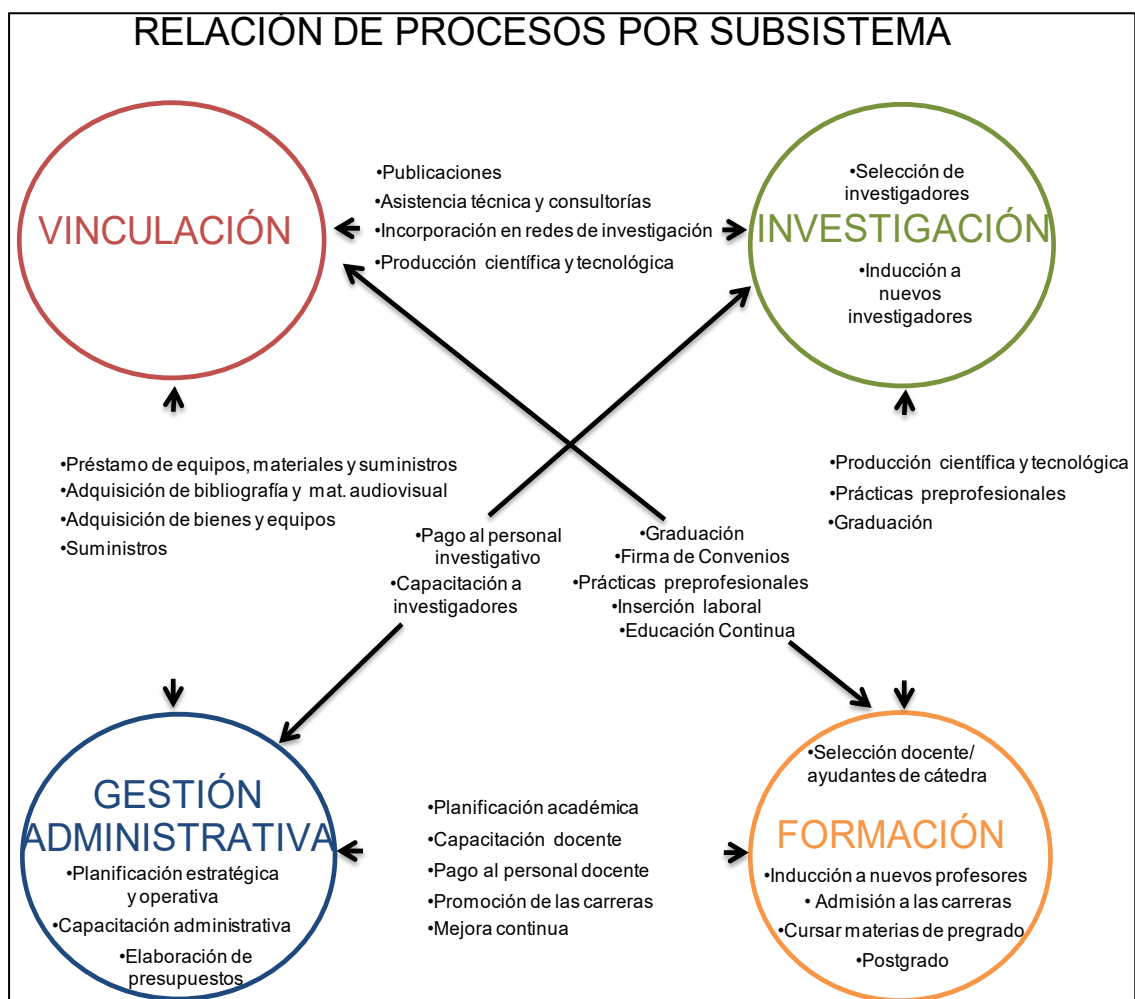 RELACIÓN DE PROCESOS POR SUBSISTEMA
VINCULACIÓN
•Publicaciones
•Asistencia técnica y consultorías
•Incorporación en redes de investigación
•Producción científica y tecnológica
•Selección de
investigadores
INVESTIGACIÓN
•Inducción a
nuevos
investigadores
•Préstamo de equipos, materiales y suministros
•Adquisición de bibliografía y mat. audiovisual
•Adquisición de bienes y equipos
•Suministros
•Pago al personal
investigativo
•Capacitación a
investigadores
•Graduación
•Firma de Convenios
•Prácticas preprofesionales
•Inserción laboral
•Educación Continua
•Producción científica y tecnológica
•Prácticas preprofesionales
•Graduación
GESTIÓN
ADMINISTRATIVA
•Planificación estratégica
y operativa
•Capacitación administrativa
•Elaboración de
presupuestos
•Planificación académica
•Capacitación docente
•Pago al personal docente
•Promoción de las carreras
•Mejora continua
•Selección docente/
ayudantes de cátedra
FORMACIÓN
•Inducción a nuevos profesores
• Admisión a las carreras
•Cursar materias de pregrado
•Postgrado